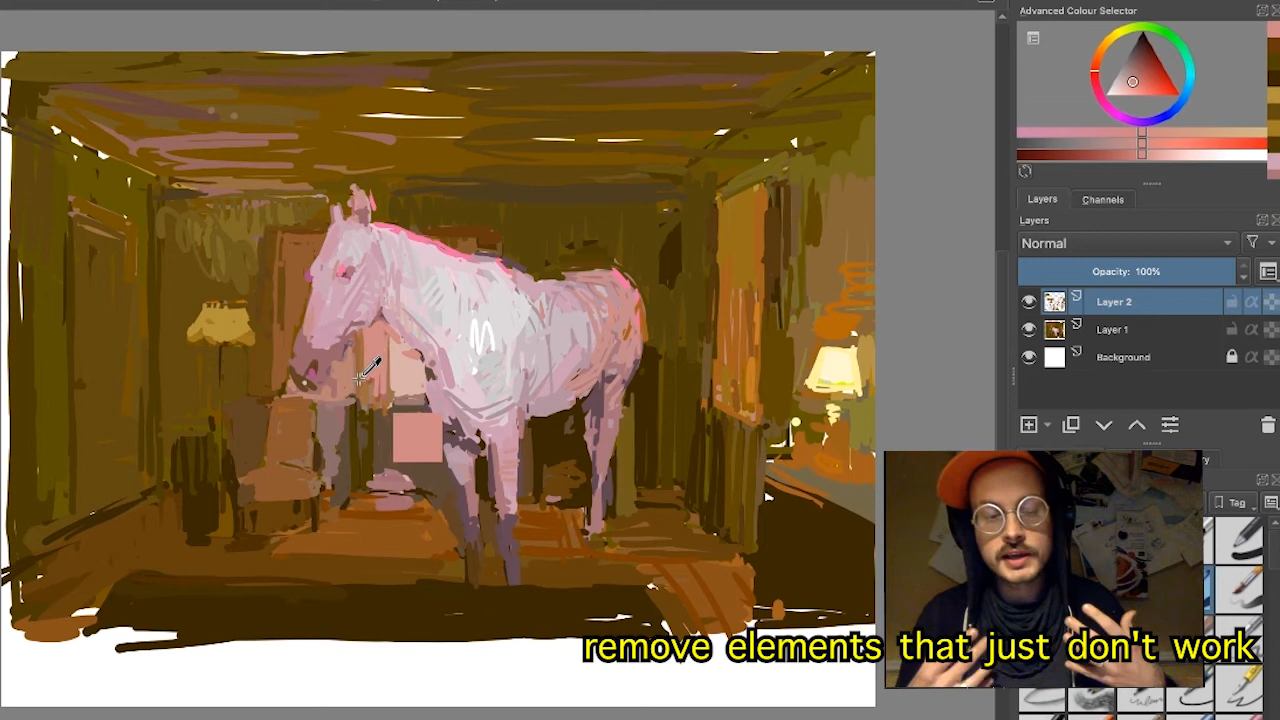 Advanced Colour Selector
Layers
Channels
Layers
Normal
Opacity: 100%
Layer 2
Layer 1
Background
Tag
remove elements that just don't work